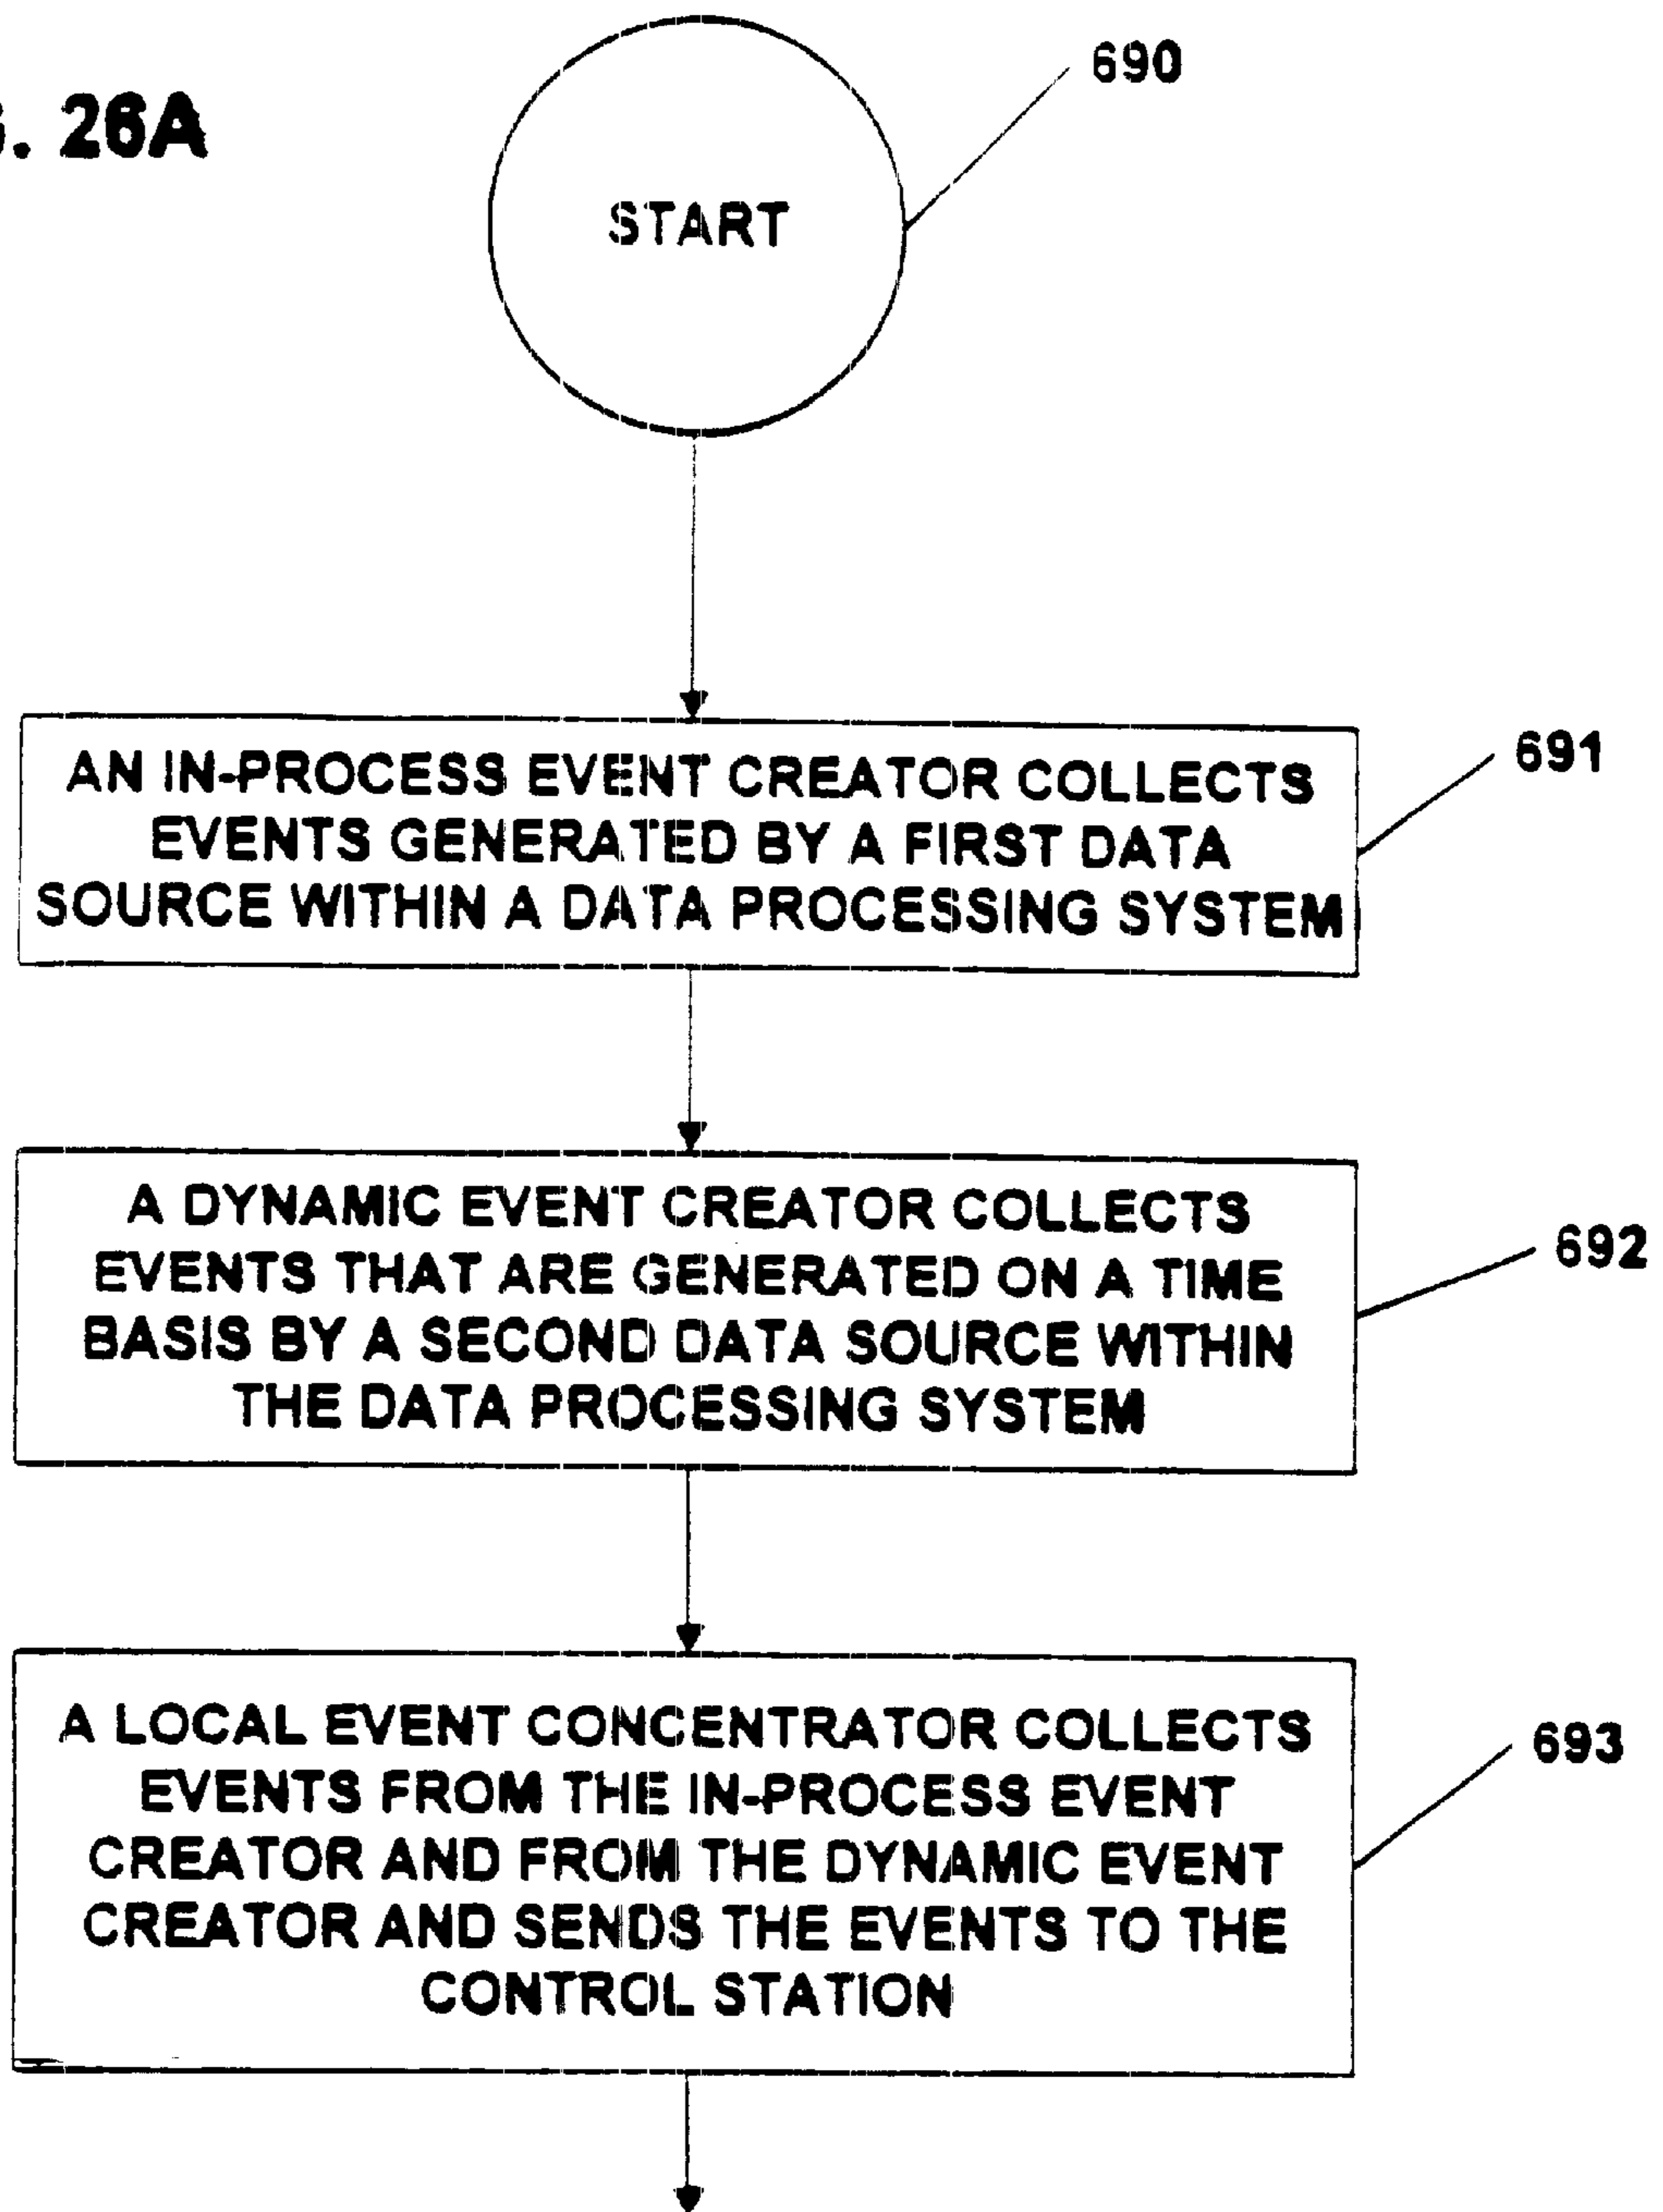 . 26A
690
START
691
AN IN-PROCESS EVENT CREATOR COLLECTS
EVENTS GENERATED BY A FIRST DATA
SOURCE WITHIN A DATA PROCESSING SYSTEM
692
A DYNAMIC EVENT CREATOR COLLECTS
EVENTS THAT ARE GENERATED ON A TIME
BASIS BY A SECOND DATA SOURCE WITHIN
THE DATA PROCESSING SYSTEM
693
A LOCAL EVENT CONCENTRATOR COLLECTS
EVENTS FROM THE IN-PROCESS EVENT
CREATOR AND FROM THE DYNAMIC EVENT
CREATOR AND SENDS THE EVENTS TO THE
CONTROL STATION